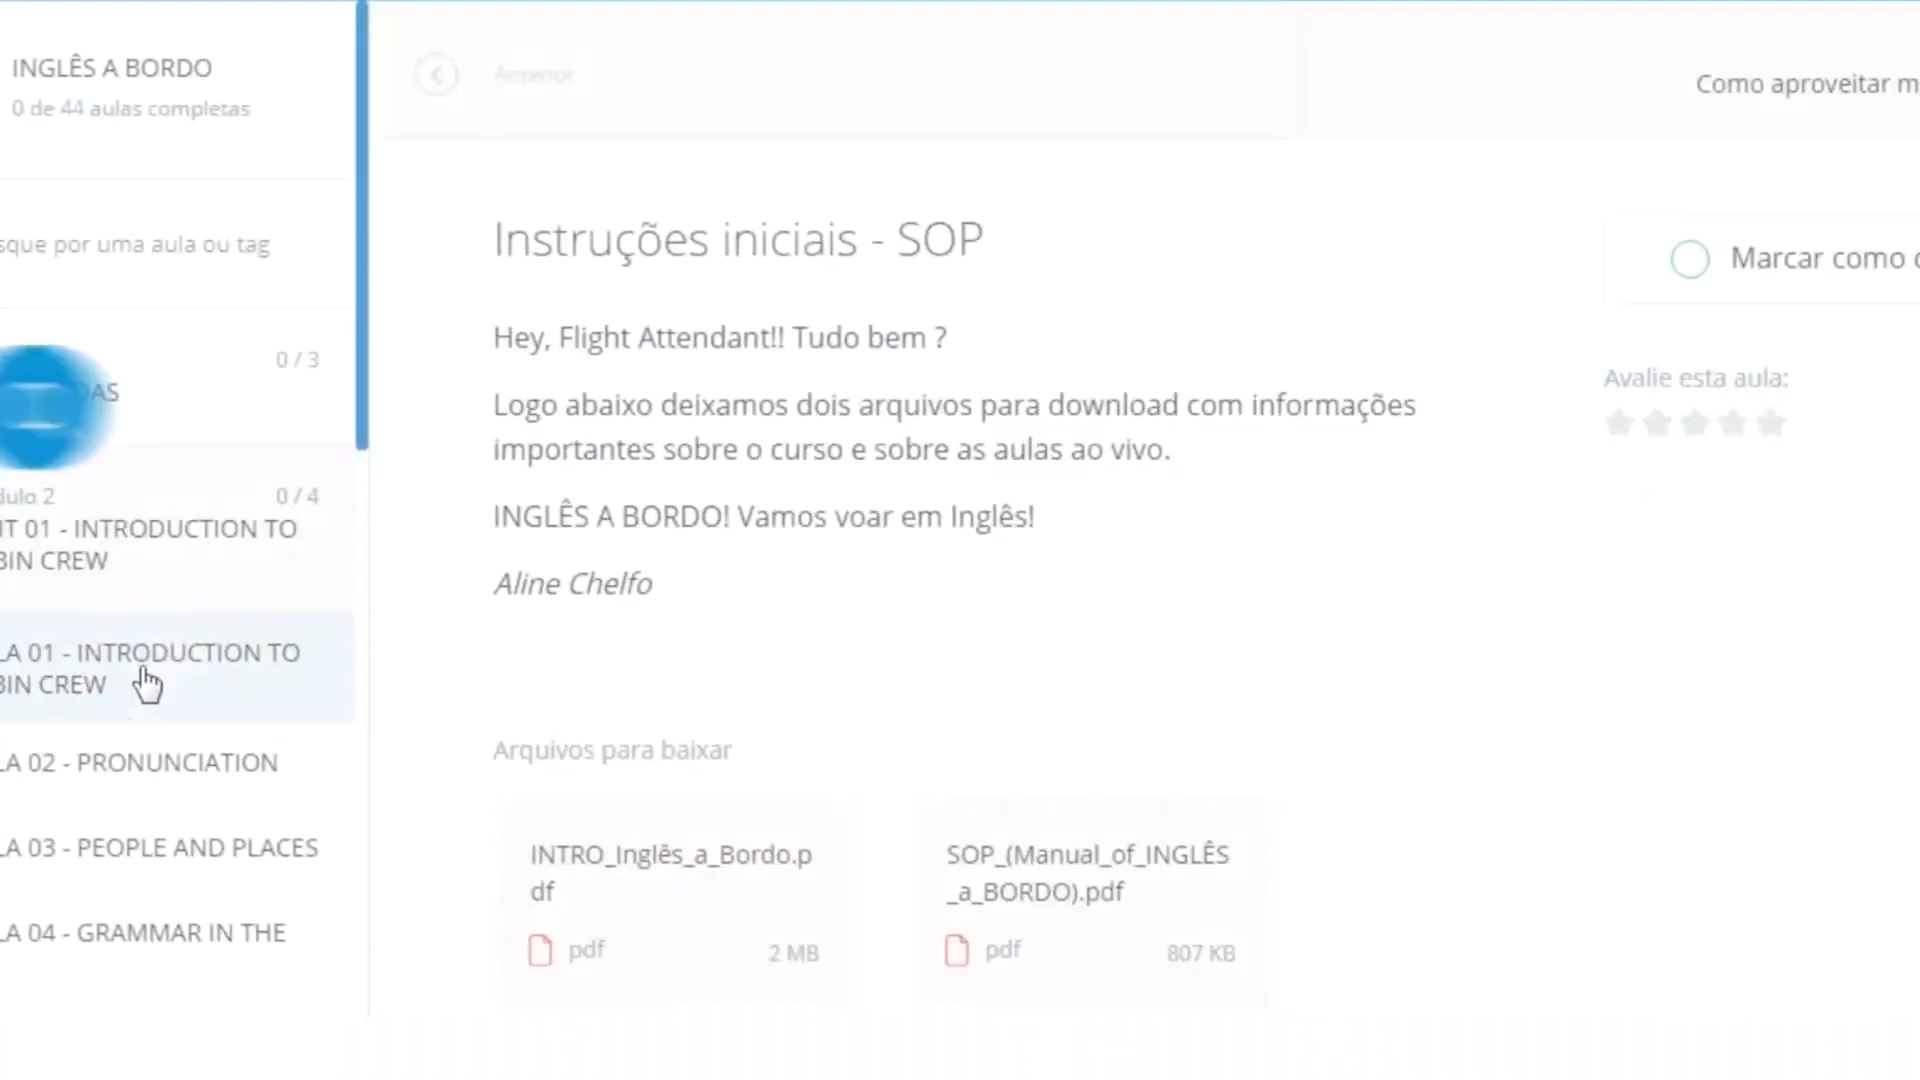 INGLÊS A BORDO
0 de 44 aulas completas
Anterior
Como aproveitar m
sque por uma aula ou tag
Instruções iniciais - SOP
Marcar como c
Hey, Flight Attendant!! Tudo bem ?
0 / 3
DAS
Logo abaixo deixamos dois arquivos para download com informações
importantes sobre o curso e sobre as aulas ao vivo.
Avalie esta aula:
dulo 2
0 / 4
IT 01 - INTRODUCTION TO
BIN CREW
INGLÊS A BORDO! Vamos voar em Inglês!
Aline Chelfo
LA 01 - INTRODUCTION TO
BIN CREW
LA 02 - PRONUNCIATION
LA 03 - PEOPLE AND PLACES
LA 04 - GRAMMAR IN THE
Arquivos para baixar
INTRO_Inglês_a_Bordo.p
df
pdf
2 MB
SOP_(Manual_of_INGLÊS
_a_BORDO).pdf
pdf
807 KB